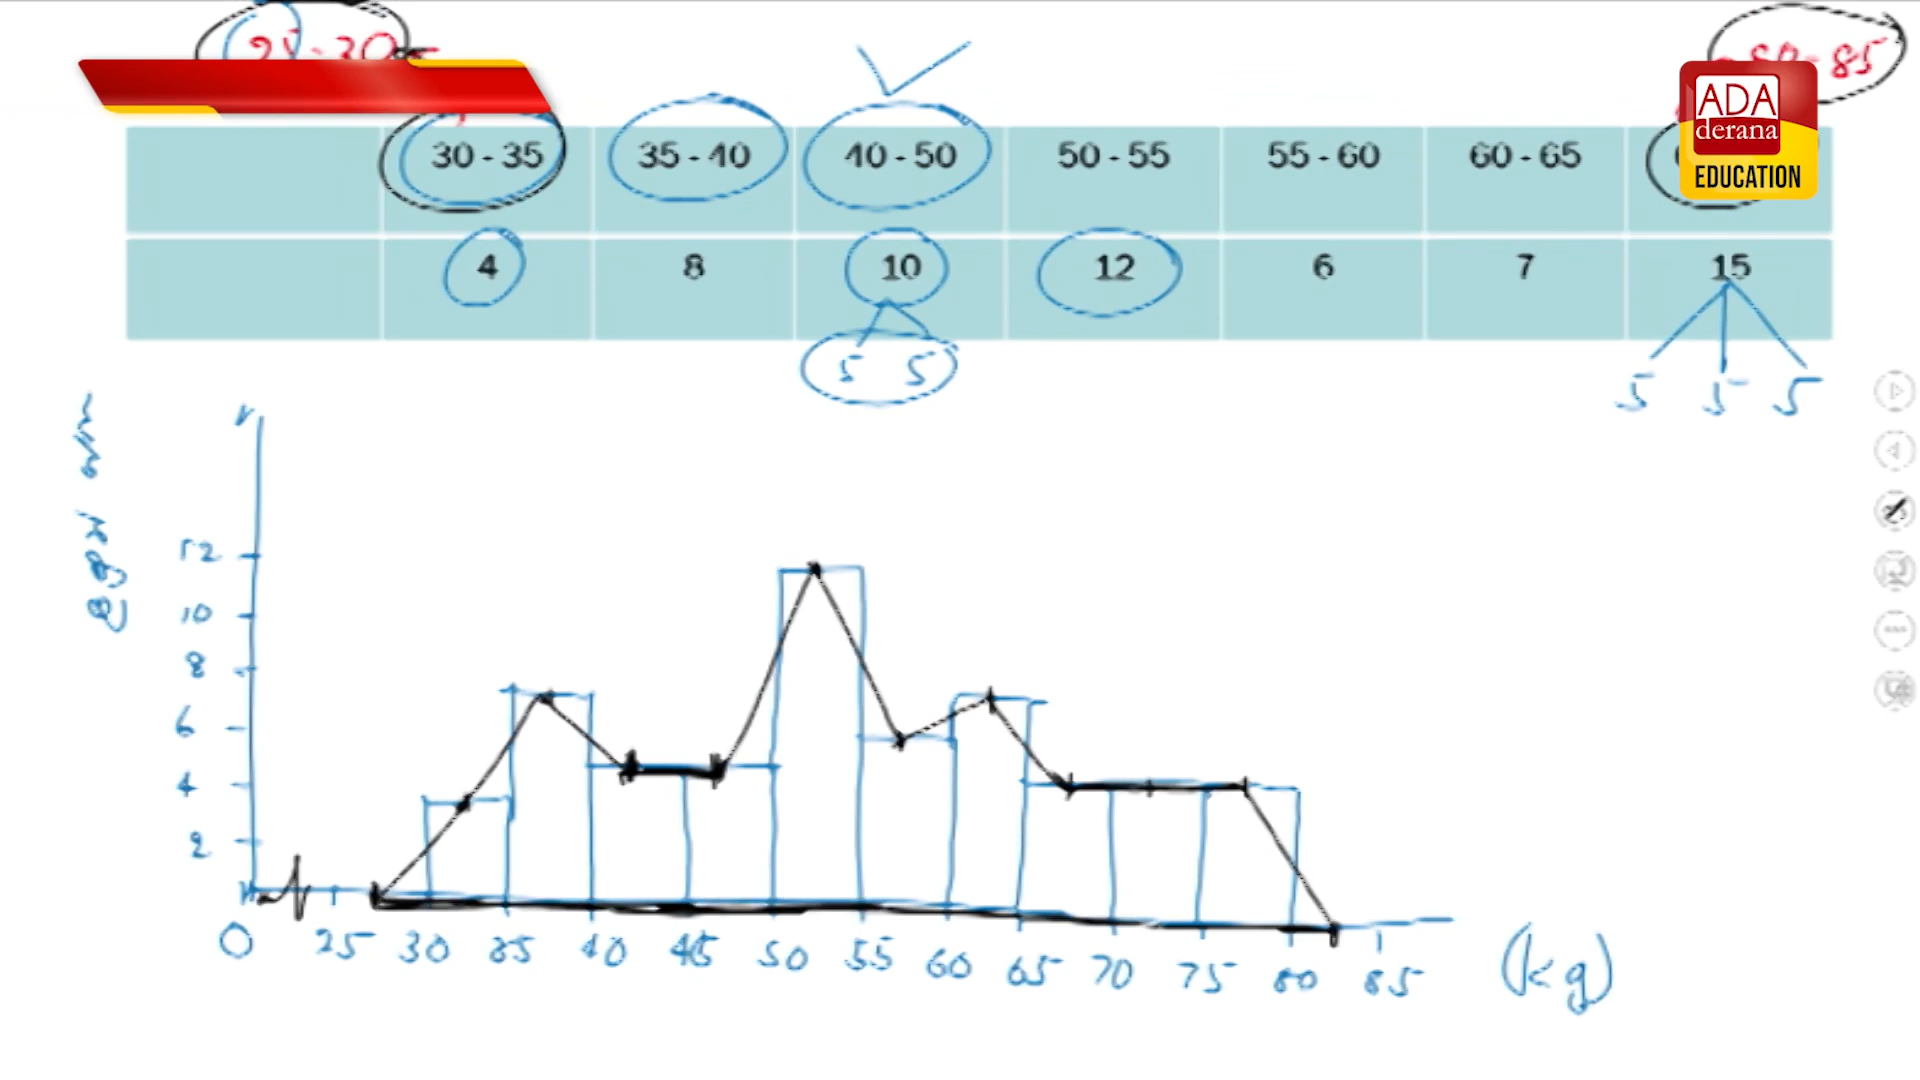 25-30
80-85
ADA
derana
EDUCATION
30 - 35 35 - 40 40 - 50 50 - 55 55 - 60 60 - 65
4 8 10 12 6 7 15
5 5 5 5 5
12
10
8
6
4
2
0 25 30 35 40 45 50 55 60 65 70 75 80 85 (kg)